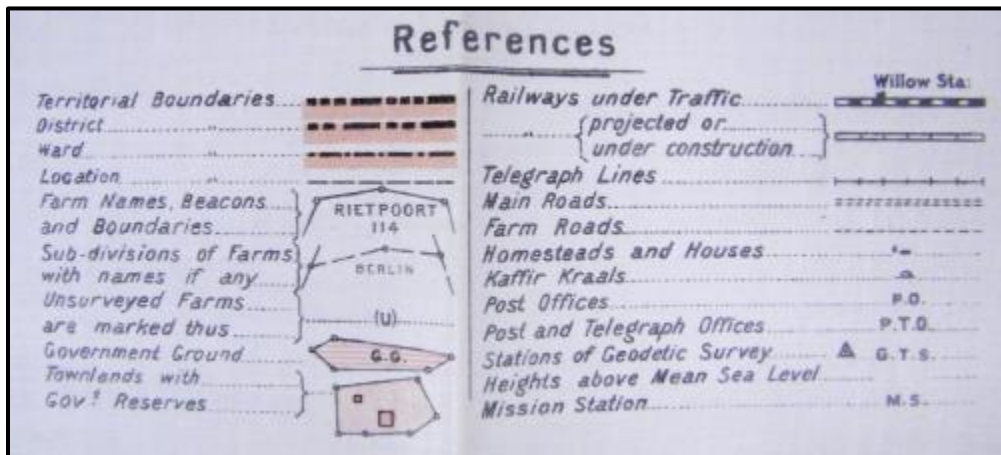 References
Territorial Boundaries
District "
Ward "
Location "
Farm Names, Beacons
and Boundaries
RIETPOORT
114
Sub-divisions of Farms
with names if any
BERLIN
Unsurveyed Farms
are marked thus
(U)
Government Ground
G.G.
Townlands with
Govt. Reserves
Willow Sta:
Railways under Traffic
" projected or
under construction
Telegraph Lines
Main Roads
Farm Roads
Homesteads and Houses
Kaffir Kraals
Post Offices P.O.
Post and Telegraph Offices P.T.O.
Stations of Geodetic Survey G.T.S.
Heights above Mean Sea Level
Mission Station M.S.